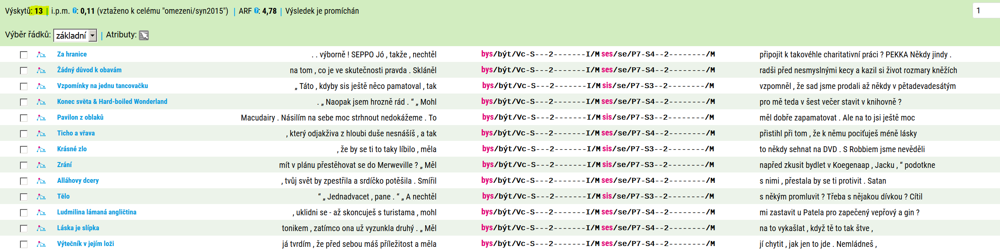 Výskytů: 13 | i.p.m. ?: 0,11 (vztaženo k celému "omezeni/syn2015") | ARF ?: 4,78 | Výsledek je promíchán 1
Výběr řádků: základní | Atributy:
Za hranice . . výborně ! SEPPO Jó , takže , nechtěl bys/být/Vc-S---2-------I/M ses/se/P7-S4--2--------/M připojit k takovéhle charitativní práci ? PEKKA Někdy jindy .
Žádný důvod k obavám na tom , co je ve skutečnosti pravda . Skláněl bys/být/Vc-S---2-------I/M ses/se/P7-S4--2--------/M radši před nesmyslnými kecy a kazil si život rozmary kněžích
Vzpomínky na jednu tancovačku „ Táto , kdyby sis ještě něco pamatoval , tak bys/být/Vc-S---2-------I/M sis/se/P7-S3--2--------/M vzpomněl , že sad jsme prodali až někdy v pětadevadesátým
Konec světa & Hard-boiled Wonderland . „ Naopak jsem hrozně rád . “ „ Mohl bys/být/Vc-S---2-------I/M ses/se/P7-S4--2--------/M pro mě teda v šest večer stavit v knihovně ?
Pavilon z oblaků Macudairy . Násilím na sebe moc strhnout nedokážeme . To bys/být/Vc-S---2-------I/M sis/se/P7-S3--2--------/M měl dobře zapamatovat . Ale na to jsi ještě moc
Ticho a vřava , který odjakživa z hloubi duše nesnášíš , a tak bys/být/Vc-S---2-------I/M ses/se/P7-S4--2--------/M přistihl při tom , že k němu pociťuješ méně lásky
Krásné zlo , že by se ti to taky líbilo , měla bys/být/Vc-S---2-------I/M sis/se/P7-S3--2--------/M to někdy sehnat na DVD . S Robbiem jsme nevěděli
Zrání mít v plánu přestěhovat se do Merweville ? „ Měl bys/být/Vc-S---2-------I/M sis/se/P7-S3--2--------/M napřed zkusit bydlet v Koegenaap , Jacku , “ podotkne
Alláhovy dcery , tvůj svět by zpestřila a srdíčko potěšila . Smířil bys/být/Vc-S---2-------I/M ses/se/P7-S4--2--------/M s nimi , přestala by se ti protivit . Satan
Tělo “ „ Jednadvacet , pane . “ „ A nechtěl bys/být/Vc-S---2-------I/M sis/se/P7-S3--2--------/M s někým promluvit ? Třeba s nějakou dívkou ? Cítil
Ludmilina lámaná angličtina , uklidni se - až skoncuješ s turistama , mohl bys/být/Vc-S---2-------I/M ses/se/P7-S4--2--------/M mi zastavit u Patela pro zapečený vepřový a gin ?
Láska je slípka tonikem , zatímco ona už vyzunkla druhý . „ Měl bys/být/Vc-S---2-------I/M ses/se/P7-S4--2--------/M na to vykašlat , když tě to tak štve ,
Výtečník v jejím loži já tvrdím , že před sebou máš příležitost a měla bys/být/Vc-S---2-------I/M ses/se/P7-S4--2--------/M jí chytit , jak jen to jde . Nemládneš ,